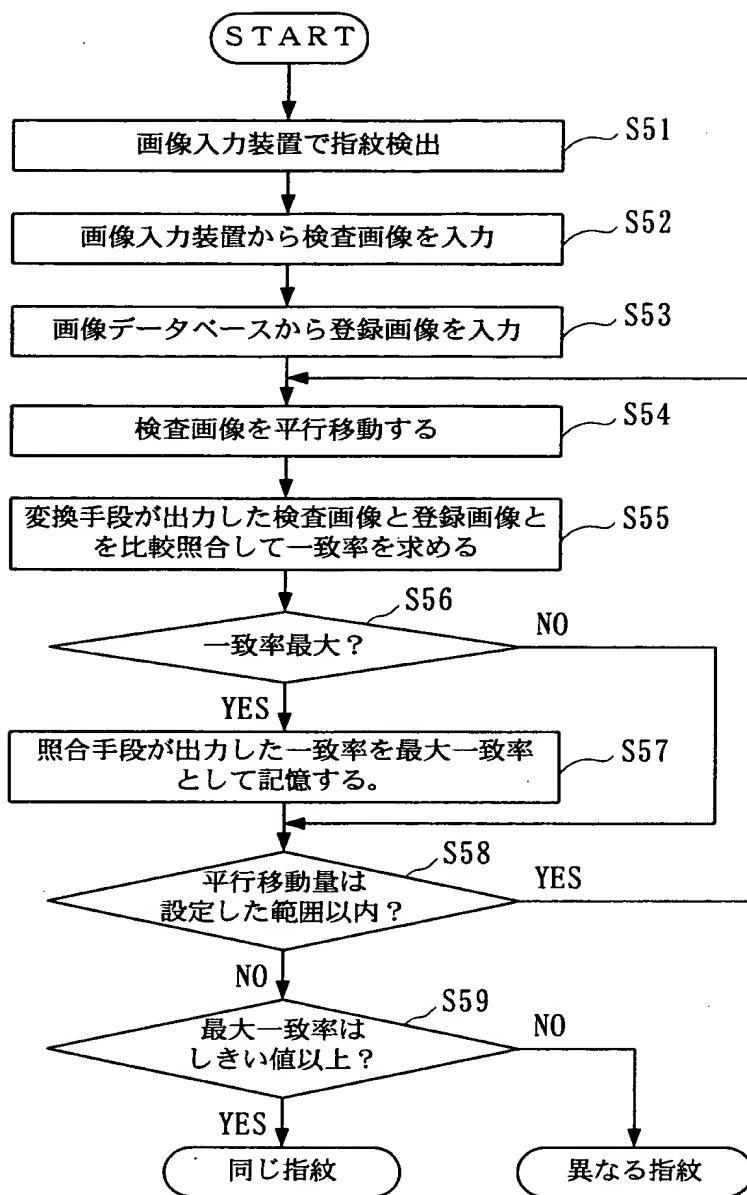 START
画像入力装置で指紋検出
S51
画像入力装置から検査画像を入力
S52
画像データベースから登録画像を入力
S53
検査画像を平行移動する
S54
変換手段が出力した検査画像と登録画像と
を比較照合して一致率を求める
S55
S56
一致率最大?
NO
YES
照合手段が出力した一致率を最大一致率
として記憶する。
S57
S58
平行移動量は
設定した範囲以内?
YES
NO
S59
最大一致率は
しきい値以上?
NO
YES
同じ指紋
異なる指紋